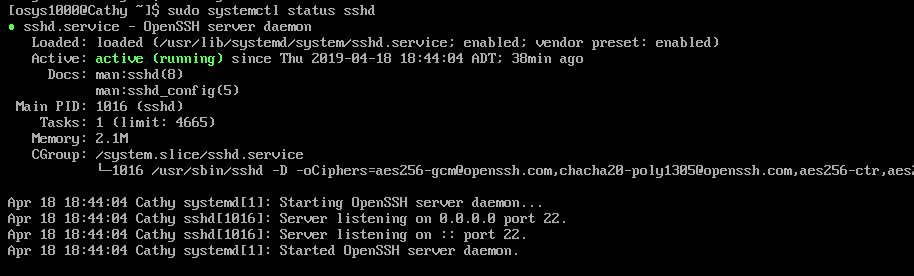 [osys1000@Cathy ~]$ sudo systemctl status sshd
● sshd.service - OpenSSH server daemon
Loaded: loaded (/usr/lib/systemd/system/sshd.service; enabled; vendor preset: enabled)
Active: active (running) since Thu 2019-04-18 18:44:04 ADT; 38min ago
Docs: man:sshd(8)
man:sshd_config(5)
Main PID: 1016 (sshd)
Tasks: 1 (limit: 4665)
Memory: 2.1M
CGroup: /system.slice/sshd.service
└─1016 /usr/sbin/sshd -D -oCiphers=aes256-gcm@openssh.com,chacha20-poly1305@openssh.com,aes256-ctr,aes2
Apr 18 18:44:04 Cathy systemd[1]: Starting OpenSSH server daemon...
Apr 18 18:44:04 Cathy sshd[1016]: Server listening on 0.0.0.0 port 22.
Apr 18 18:44:04 Cathy sshd[1016]: Server listening on :: port 22.
Apr 18 18:44:04 Cathy systemd[1]: Started OpenSSH server daemon.